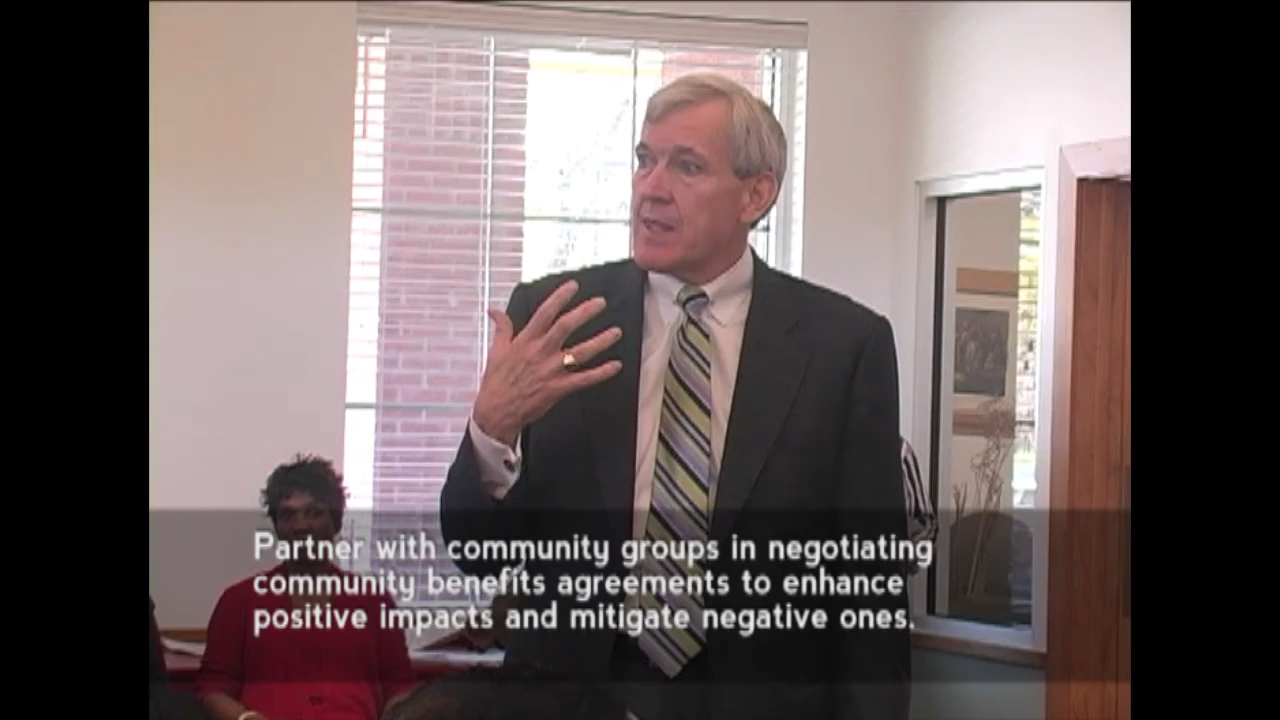 Partner with community groups in negotiating
community benefits agreements to enhance
positive impacts and mitigate negative ones.